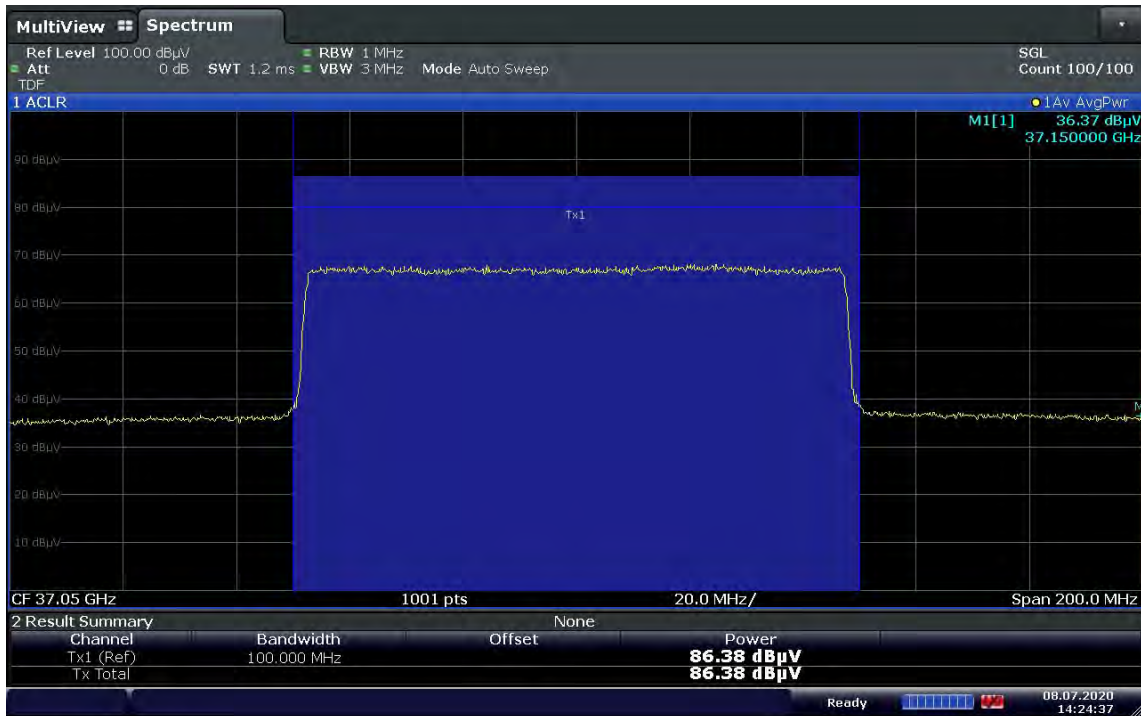 MultiView Spectrum
Ref Level 100.00 dBµV RBW 1 MHz SGL
Att 0 dB SWT 1.2 ms VBW 3 MHz Mode Auto Sweep Count 100/100
TDF
1 ACLR 1Av AvgPwr
M1[1] 36.37 dBµV
37.150000 GHz
90 dBµV
80 dBµV
Tx1
70 dBµV
60 dBµV
50 dBµV
40 dBµV
30 dBµV
20 dBµV
10 dBµV
CF 37.05 GHz 1001 pts 20.0 MHz/ Span 200.0 MHz
2 Result Summary None
Channel Bandwidth Offset Power
Tx1 (Ref) 100.000 MHz 86.38 dBµV
Tx Total 86.38 dBµV
Ready 08.07.2020
14:24:37